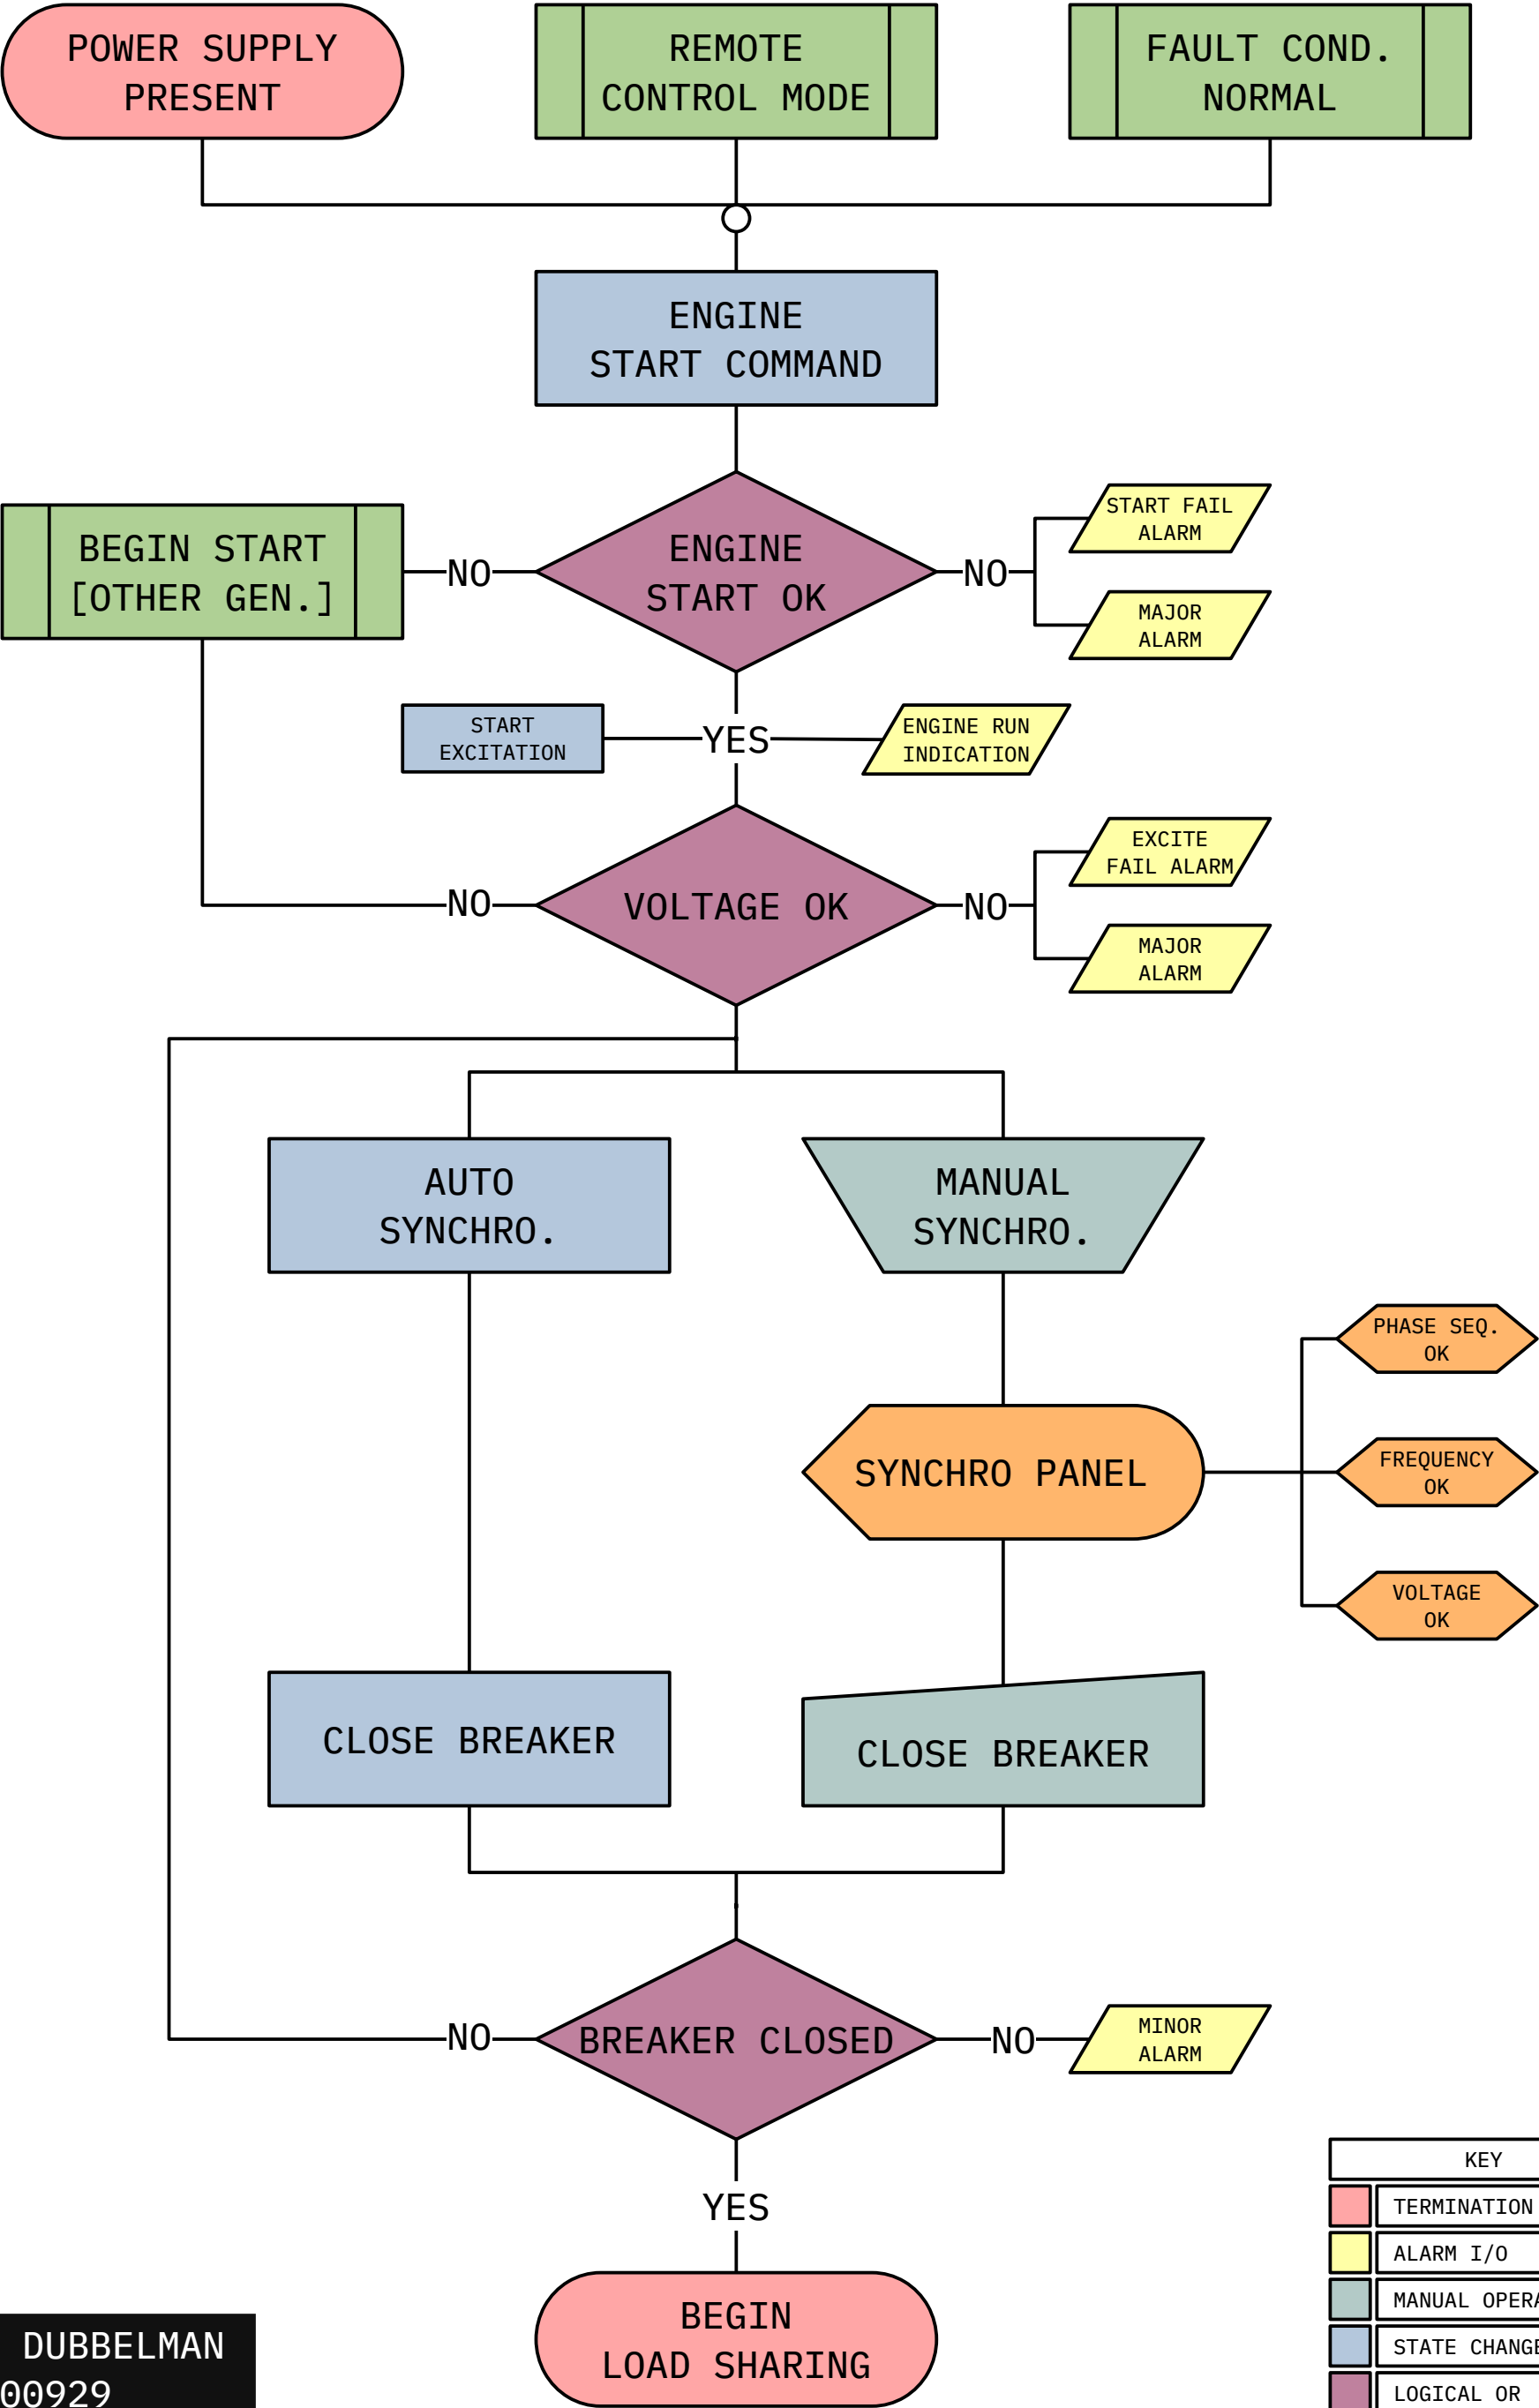 POWER SUPPLY
PRESENT
REMOTE
CONTROL MODE
FAULT COND.
NORMAL
ENGINE
START COMMAND
BEGIN START
[OTHER GEN.]
NO
ENGINE
START OK
NO
START FAIL
ALARM
MAJOR
ALARM
START
EXCITATION
YES
ENGINE RUN
INDICATION
NO
VOLTAGE OK
NO
EXCITE
FAIL ALARM
MAJOR
ALARM
AUTO
SYNCHRO.
MANUAL
SYNCHRO.
SYNCHRO PANEL
PHASE SEQ.
OK
FREQUENCY
OK
VOLTAGE
OK
CLOSE BREAKER
CLOSE BREAKER
NO
BREAKER CLOSED
NO
MINOR
ALARM
YES
BEGIN
LOAD SHARING
DUBBELMAN
00929
KEY
TERMINATION
ALARM I/O
MANUAL
STATE
LOGICAL OR